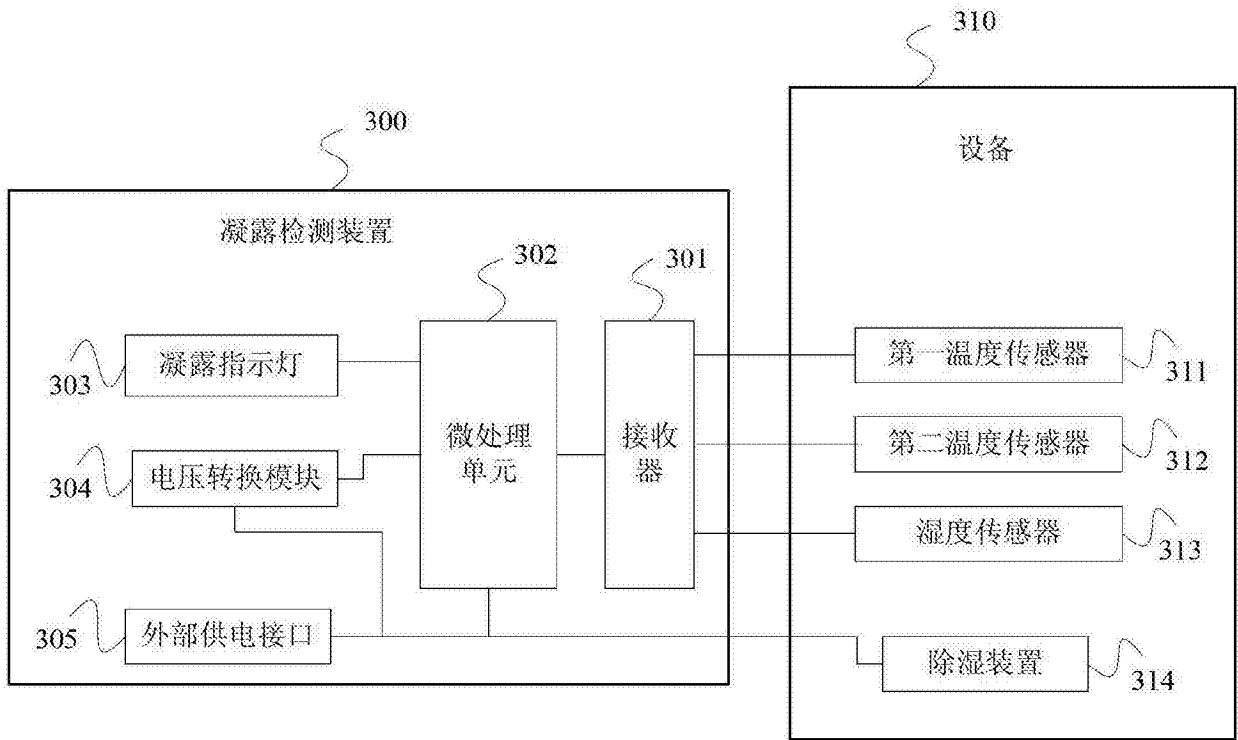 310
设备
300
凝露检测装置
302
301
303
凝露指示灯
微处理
单元
接收
器
第一温度传感器
311
304
电压转换模块
第二温度传感器
312
湿度传感器
313
305
外部供电接口
除湿装置
314